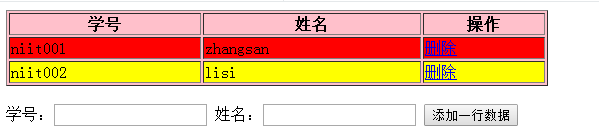 学号 姓名 操作
niit001 zhangsan 删除
niit002 lisi 删除
学号： 姓名： 添加一行数据